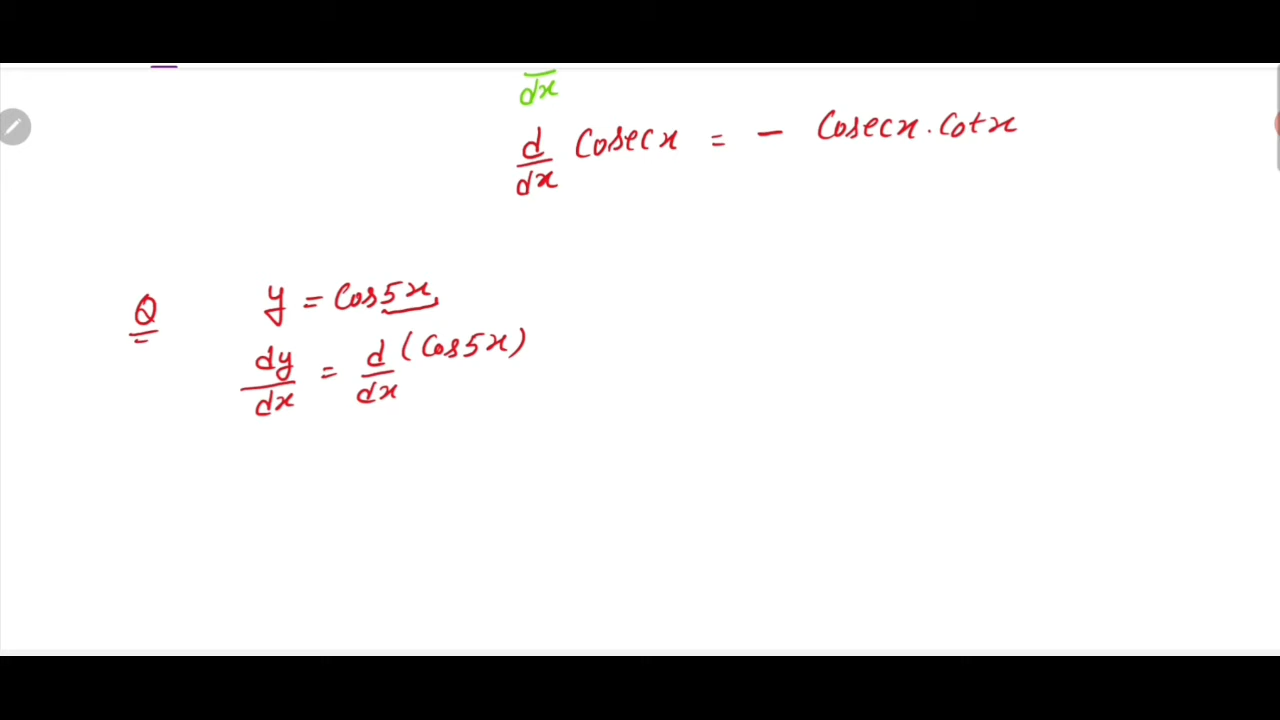 dx
d/dx Cosecx = - Cosecx . Cotx
Q y = Cos5x
dy/dx = d/dx (Cos5x)